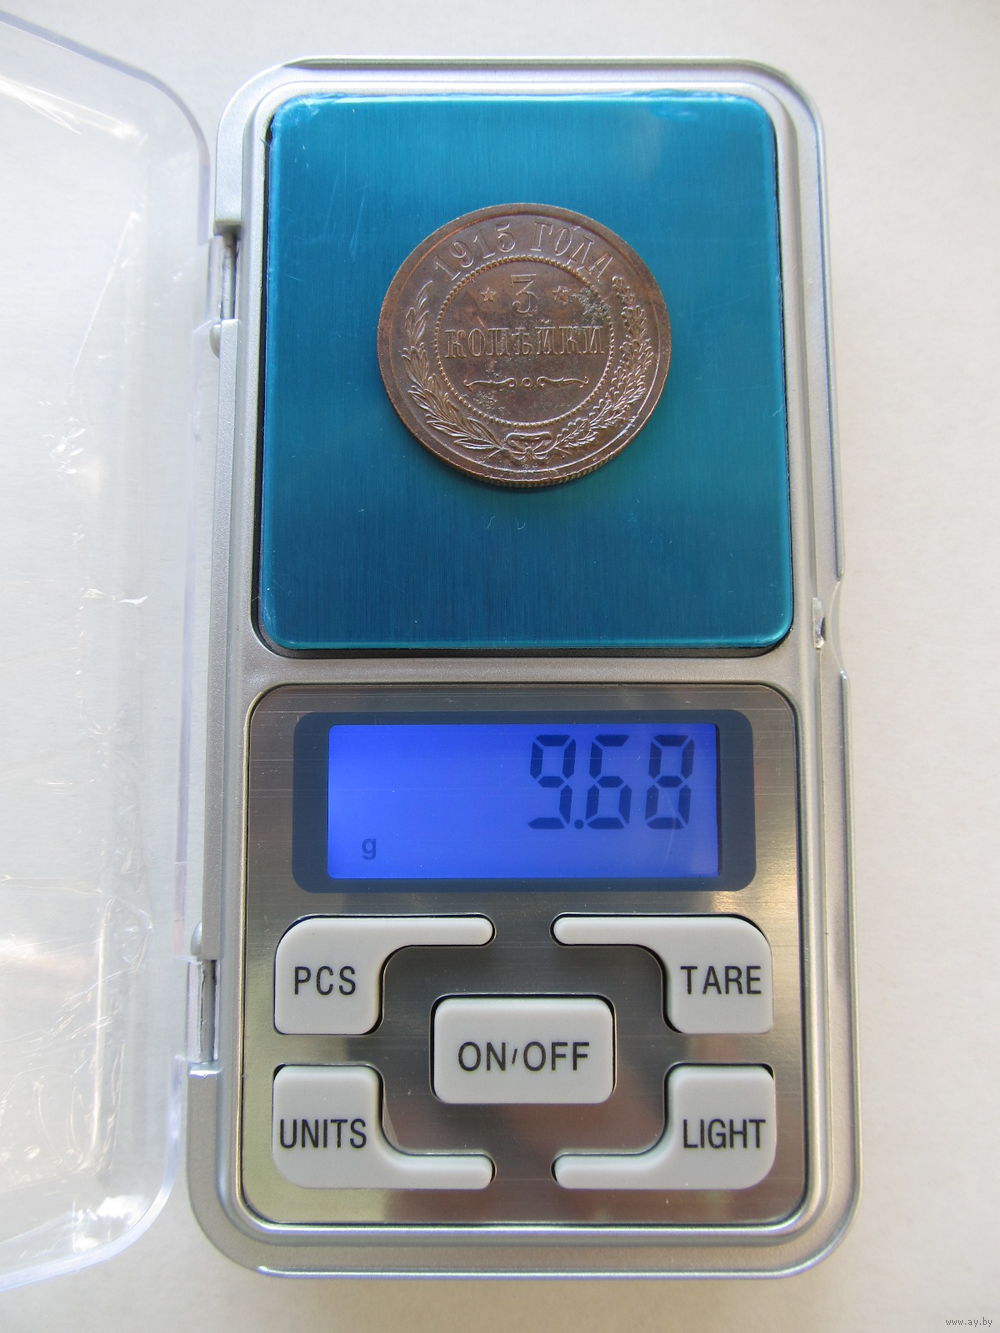 1915 ГОДА
3
КОПѢЙКИ
9.68
g
PCS
TARE
ON/OFF
UNITS
LIGHT
www.ay.by